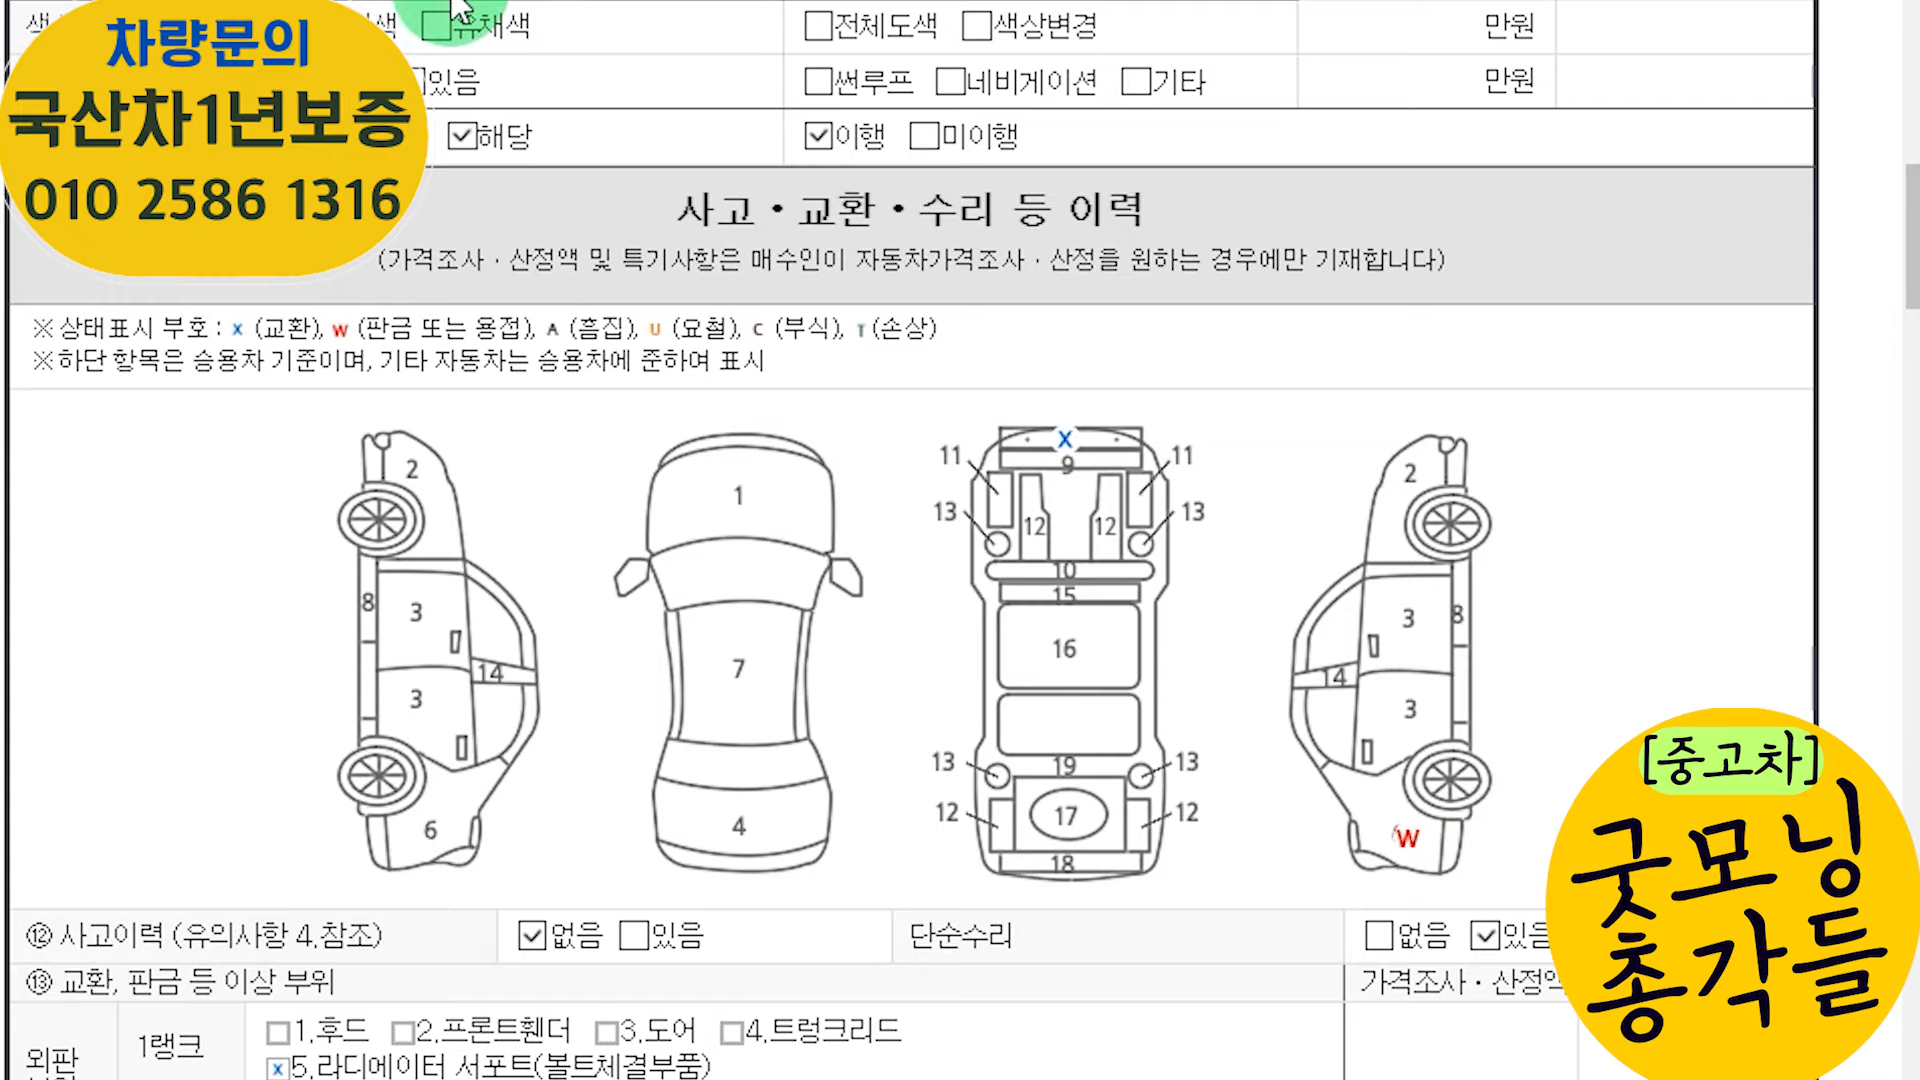 차량문의
국산차1년보증
010 2586 1316
색 유채색 전체도색 색상변경 만원
있음 썬루프 네비게이션 기타 만원
해당 이행 미이행
사고 · 교환 · 수리 등 이력
(가격조사 · 산정액 및 특기사항은 매수인이 자동차가격조사 · 산정을 원하는 경우에만 기재합니다)
※ 상태표시 부호 : X (교환), W (판금 또는 용접), A (흠집), U (요철), C (부식), T (손상)
※ 하단 항목은 승용차 기준이며, 기타 자동차는 승용차에 준하여 표시
2 3 3 6 8 14
1 7 4
X 9 11 11 13 13 12 12 10 15 16 19 13 13 12 12 17 18
2 3 3 8 14 W
⑫ 사고이력 (유의사항 4.참조) 없음 있음 단순수리 없음 있음
⑬ 교환, 판금 등 이상 부위 가격조사 · 산정액
외판 1랭크 1.후드 2.프론트휀더 3.도어 4.트렁크리드
x 5.라디에이터 서포트(볼트체결부품)
[중고차]
굿모닝
총각들